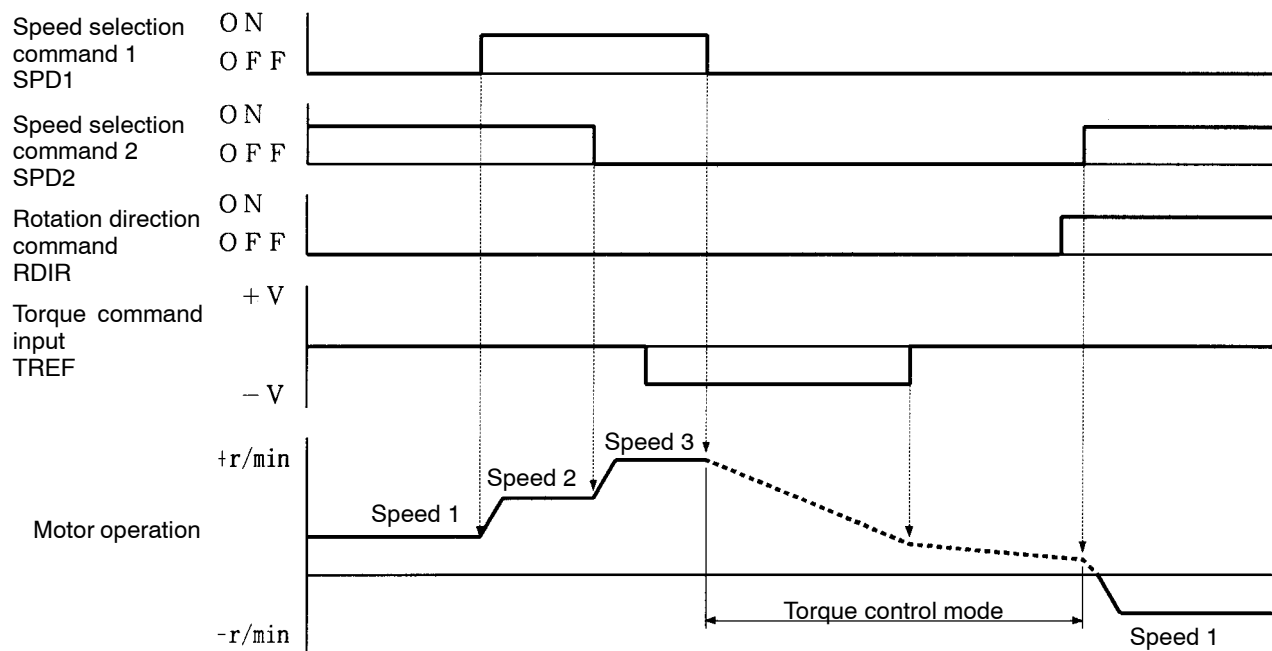 Speed selection
command 1
SPD1
ON
OFF
Speed selection
command 2
SPD2
ON
OFF
Rotation direction
command
RDIR
ON
OFF
Torque command
input
TREF
+V
−V
Motor operation
+r/min
-r/min
Speed 1
Speed 2
Speed 3
Torque control mode
Speed 1